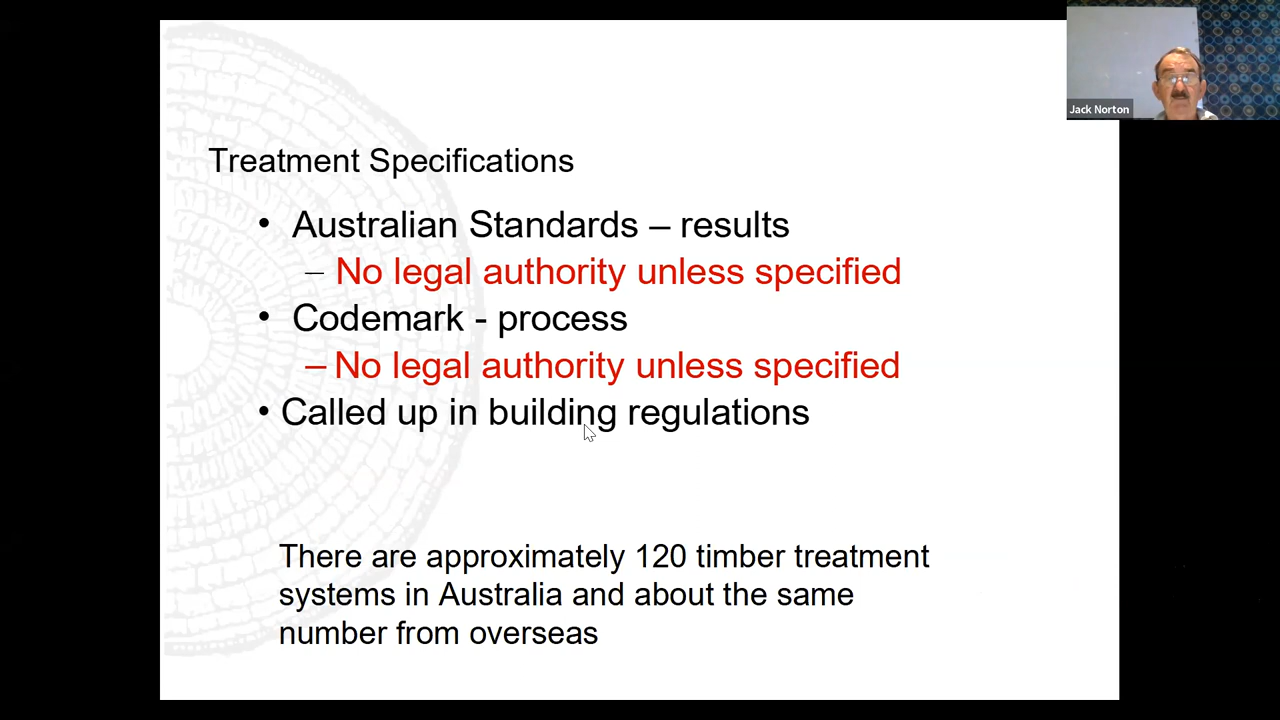 Jack Norton
Treatment Specifications
• Australian Standards – results
– No legal authority unless specified
• Codemark - process
– No legal authority unless specified
• Called up in building regulations
There are approximately 120 timber treatment
systems in Australia and about the same
number from overseas